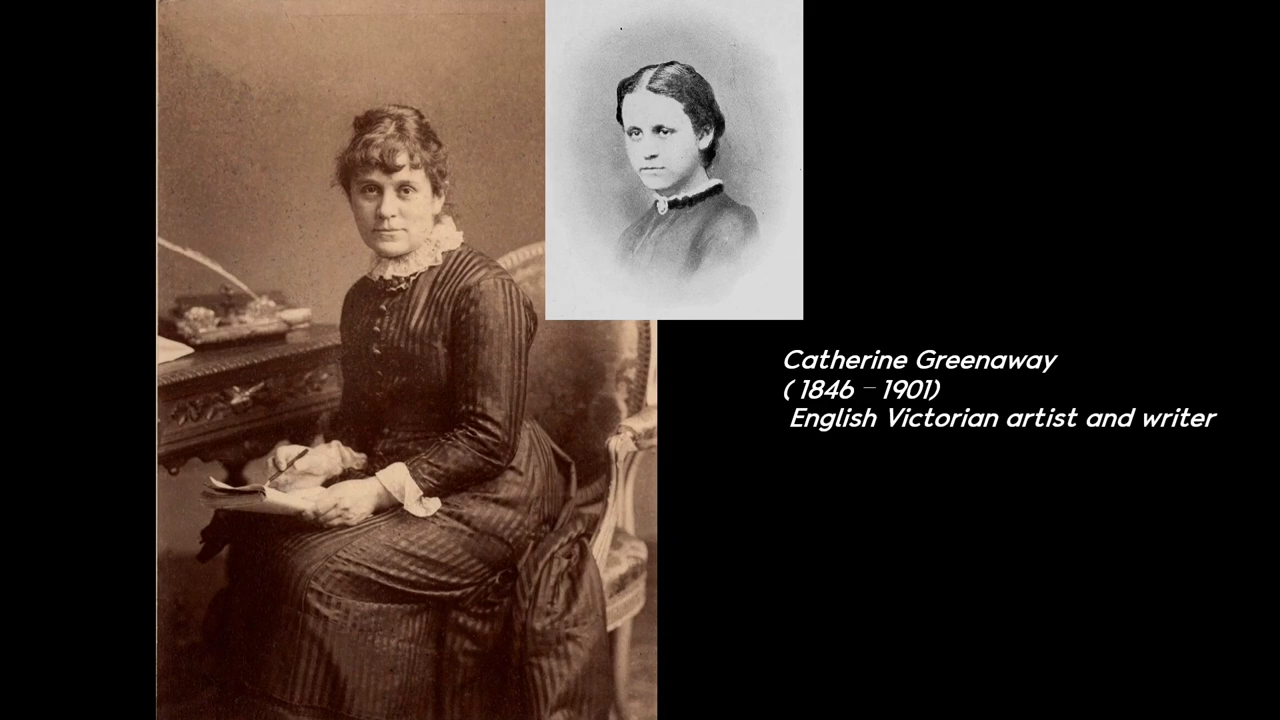 Catherine Greenaway
( 1846 – 1901)
English Victorian artist and writer